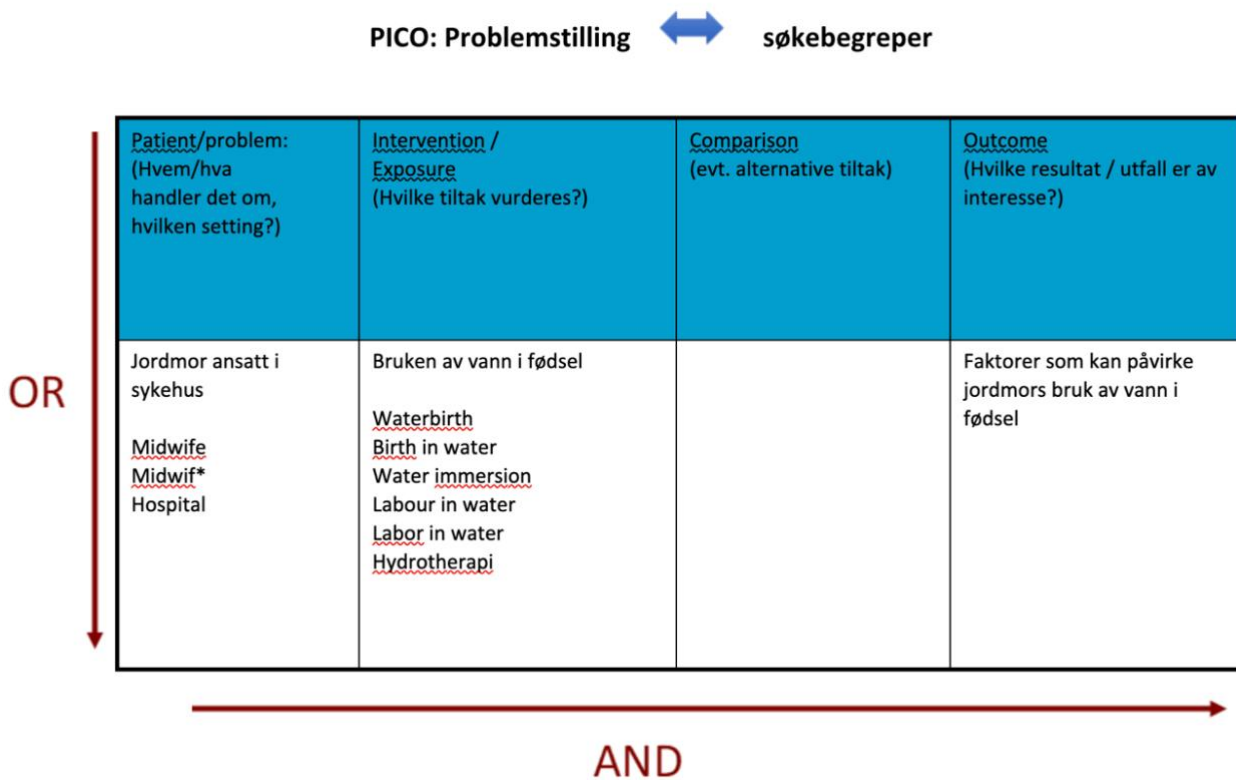 PICO: Problemstilling søkebegreper
Patient/problem:
(Hvem/hva
handler det om,
hvilken setting?)
Intervention /
Exposure
(Hvilke tiltak vurderes?)
Comparison
(evt. alternative tiltak)
Outcome
(Hvilke resultat / utfall er av
interesse?)
OR
Jordmor ansatt i
sykehus
Midwife
Midwif*
Hospital
Bruken av vann i fødsel
Waterbirth
Birth in water
Water immersion
Labour in water
Labor in water
Hydrotherapi
Faktorer som kan påvirke
jordmors bruk av vann i
fødsel
AND